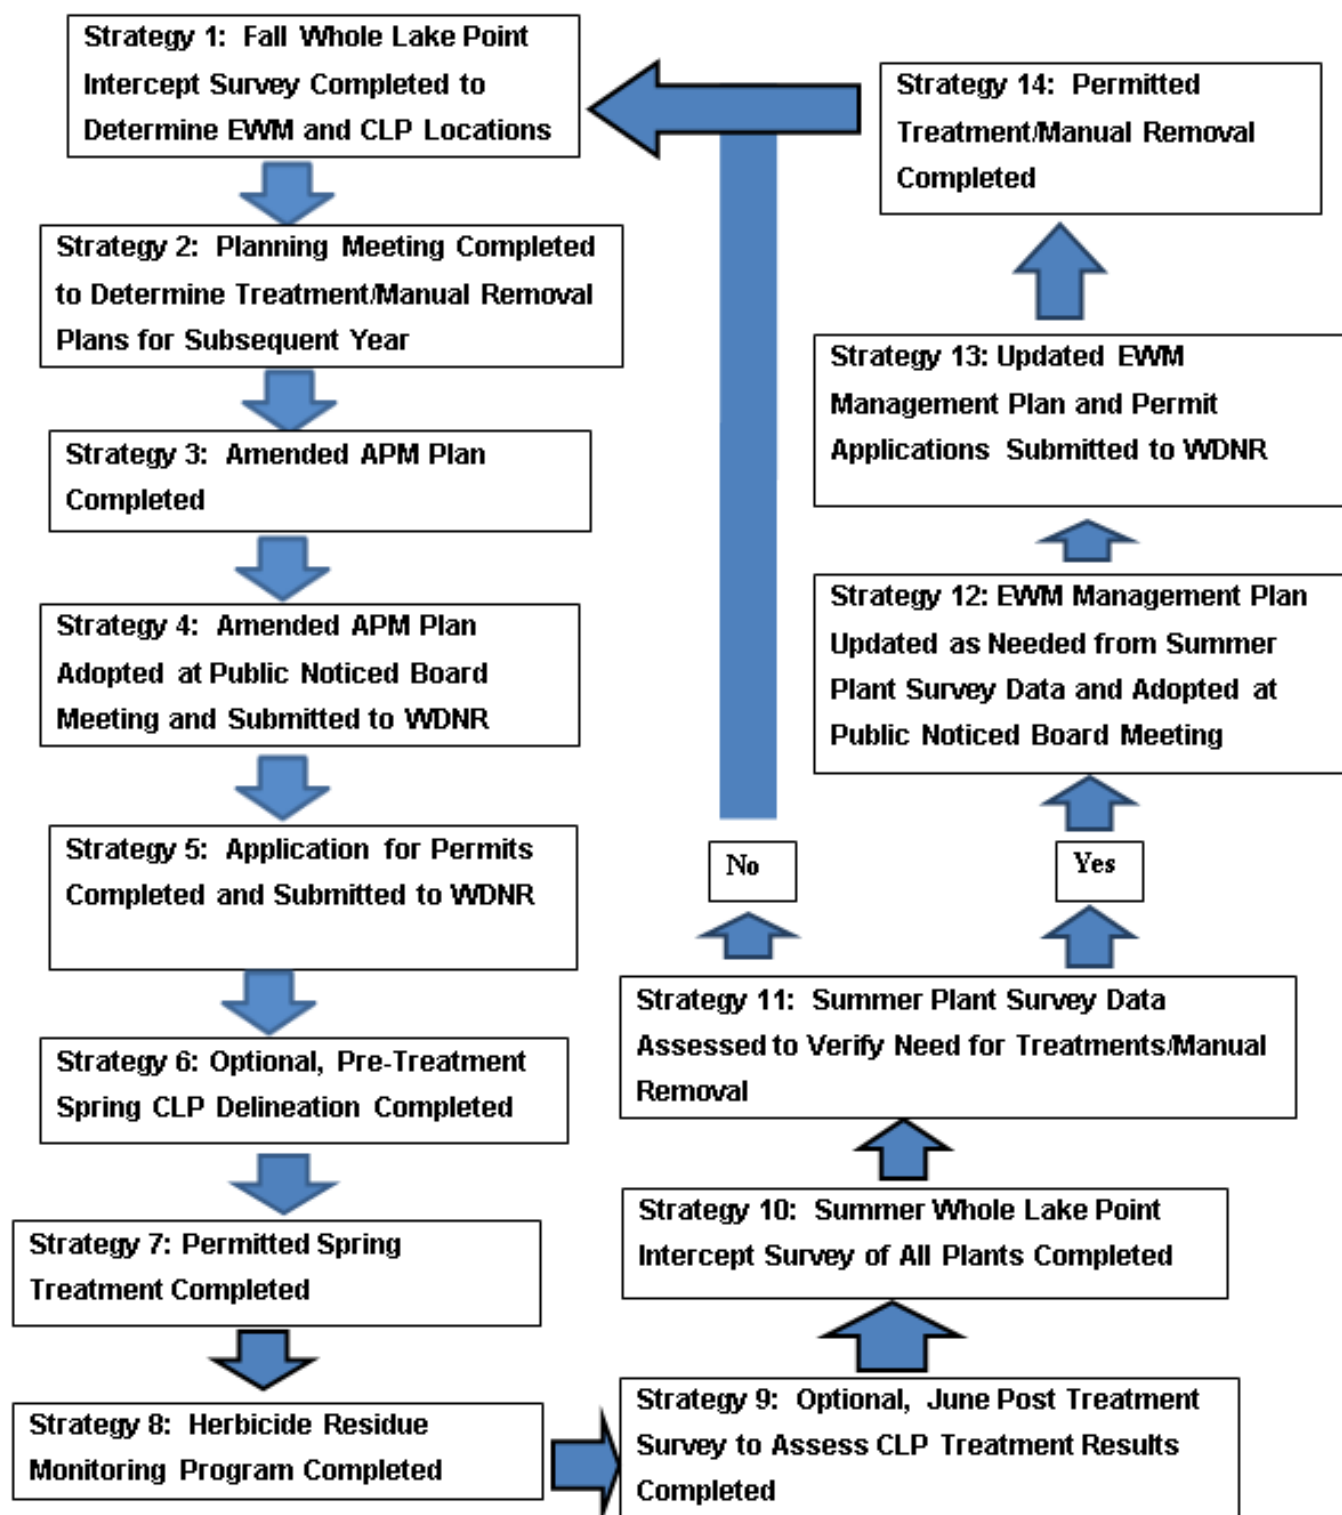 Strategy 1: Fall Whole Lake Point
Intercept Survey Completed to
Determine EWM and CLP Locations
Strategy 2: Planning Meeting Completed
to Determine Treatment/Manual Removal
Plans for Subsequent Year
Strategy 3: Amended APM Plan
Completed
Strategy 4: Amended APM Plan
Adopted at Public Noticed Board
Meeting and Submitted to WDNR
Strategy 5: Application for Permits
Completed and Submitted to WDNR
Strategy 6: Optional, Pre-Treatment
Spring CLP Delineation Completed
Strategy 7: Permitted Spring
Treatment Completed
Strategy 8: Herbicide Residue
Monitoring Program Completed
Strategy 9: Optional, June Post Treatment
Survey to Assess CLP Treatment Results
Completed
Strategy 10: Summer Whole Lake Point
Intercept Survey of All Plants Completed
Strategy 11: Summer Plant Survey Data
Assessed to Verify Need for Treatments/Manual
Removal
No
Yes
Strategy 12: EWM Management Plan
Updated as Needed from Summer
Plant Survey Data and Adopted at
Public Noticed Board Meeting
Strategy 13: Updated EWM
Management Plan and Permit
Applications Submitted to WDNR
Strategy 14: Permitted
Treatment/Manual Removal
Completed